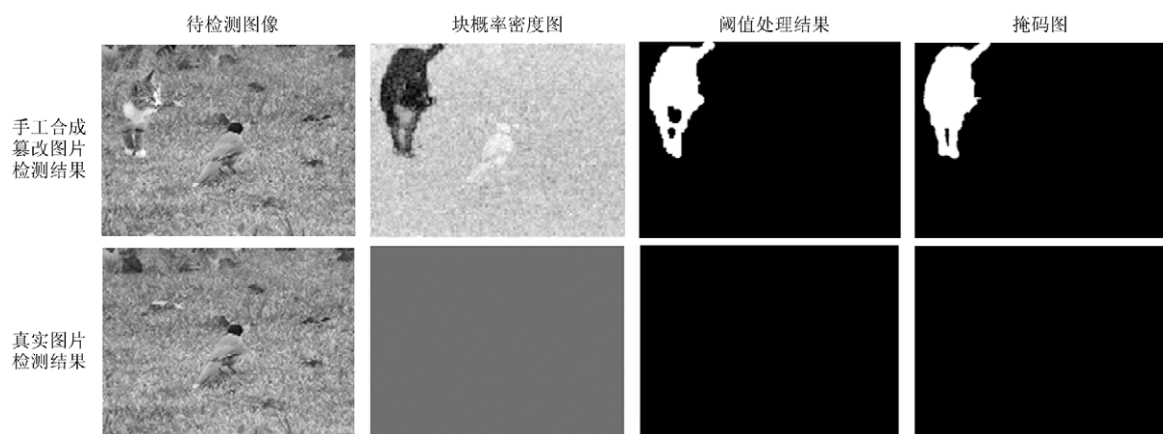 待检测图像
块概率密度图
阈值处理结果
掩码图
手工合成
篡改图片
检测结果
真实图片
检测结果